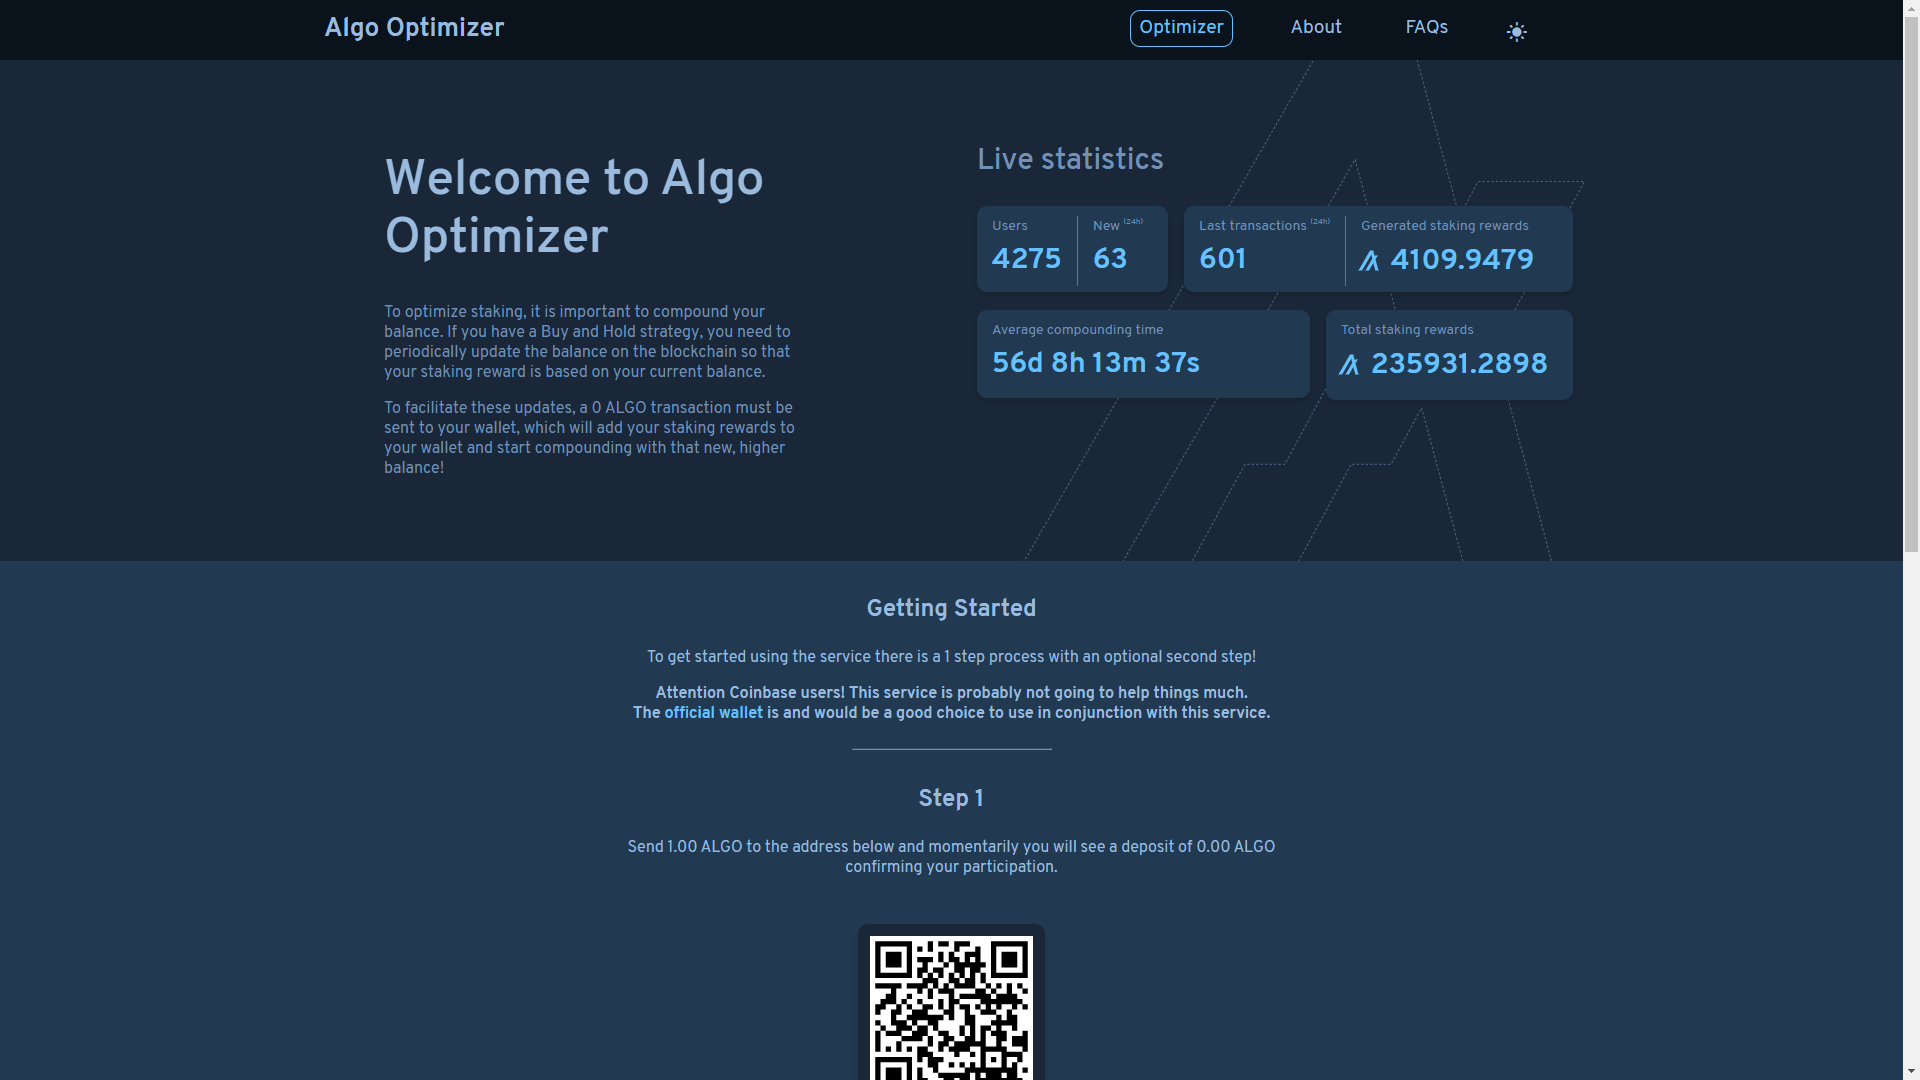 Algo Optimizer
Optimizer
About
FAQs
Welcome to Algo
Optimizer
To optimize staking, it is important to compound your
balance. If you have a Buy and Hold strategy, you need to
periodically update the balance on the blockchain so that
your staking reward is based on your current balance.
To facilitate these updates, a 0 ALGO transaction must be
sent to your wallet, which will add your staking rewards to
your wallet and start compounding with that new, higher
balance!
Live statistics
Users
4275
New (24h)
63
Last transactions (24h)
601
Generated staking rewards
4109.9479
Average compounding time
56d 8h 13m 37s
Total staking rewards
235931.2898
Getting Started
To get started using the service there is a 1 step process with an optional second step!
Attention Coinbase users! This service is probably not going to help things much.
The official wallet is and would be a good choice to use in conjunction with this service.
Step 1
Send 1.00 ALGO to the address below and momentarily you will see a deposit of 0.00 ALGO
confirming your participation.